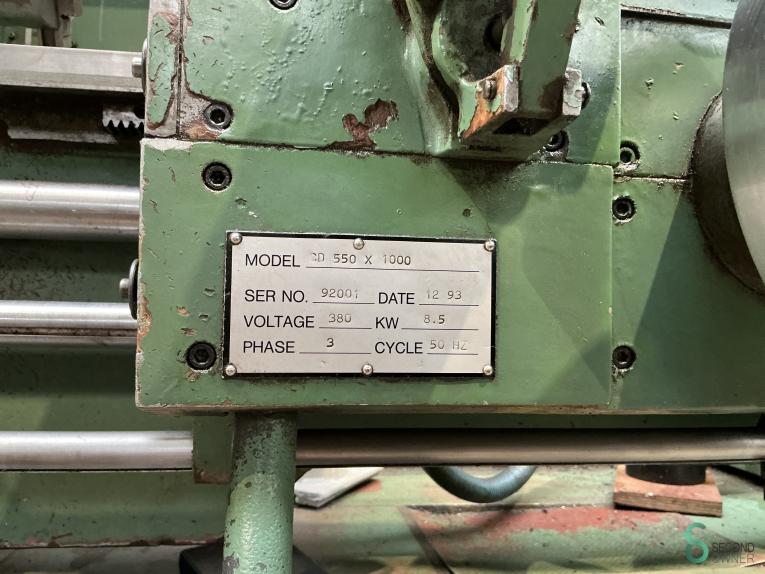 MODEL GD 550 X 1000
SER NO. 92001 DATE 12 93
VOLTAGE 380 KW 8.5
PHASE 3 CYCLE 50 HZ
SECOND
OWNER